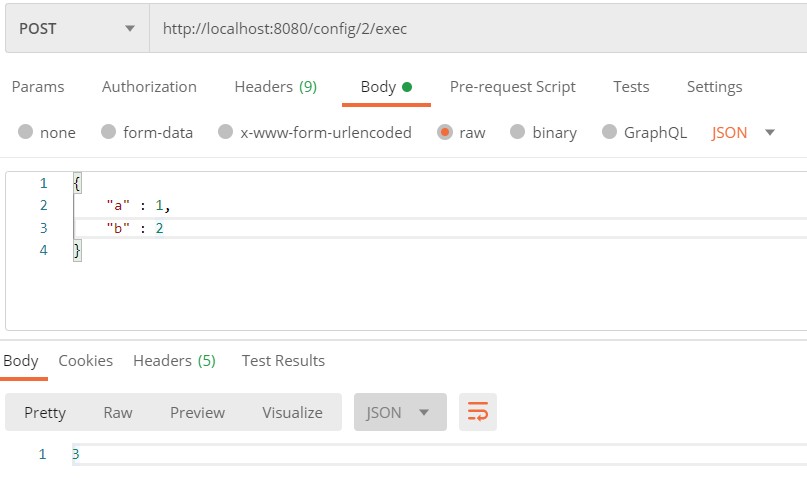 POST http://localhost:8080/config/2/exec
Params Authorization Headers (9) Body Pre-request Script Tests Settings
none form-data x-www-form-urlencoded raw binary GraphQL JSON
1 {
2 "a" : 1,
3 "b" : 2
4 }
Body Cookies Headers (5) Test Results
Pretty Raw Preview Visualize JSON
1 3